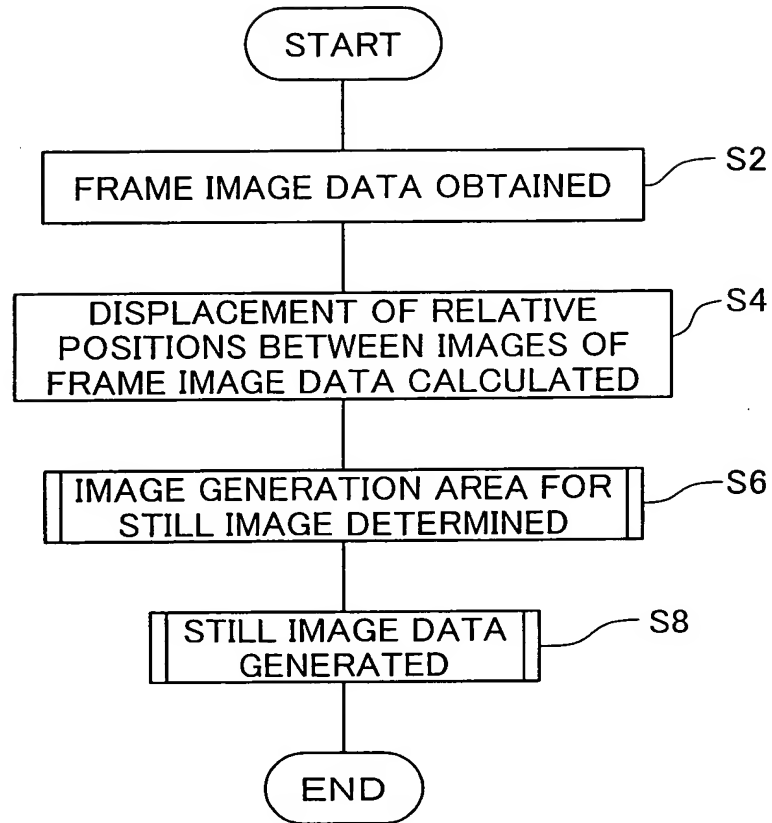 START
FRAME IMAGE DATA OBTAINED
S2
DISPLACEMENT OF RELATIVE
POSITIONS BETWEEN IMAGES OF
FRAME IMAGE DATA CALCULATED
S4
IMAGE GENERATION AREA FOR
STILL IMAGE DETERMINED
S6
STILL IMAGE DATA
GENERATED
S8
END